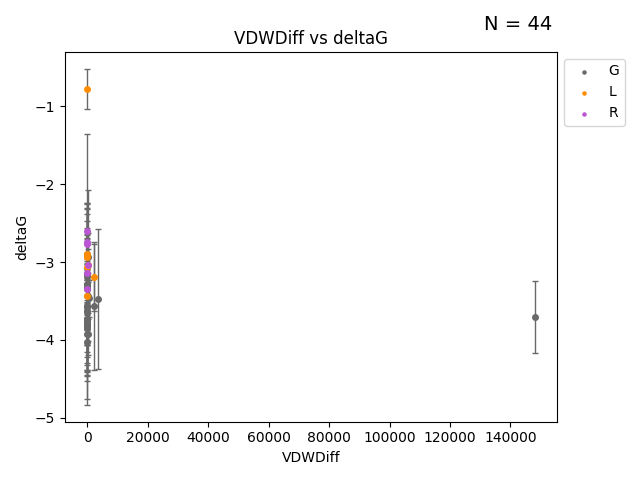 N = 44
VDWDiff vs deltaG
G
L
R
deltaG
−1
−2
−3
−4
−5
0
20000
40000
60000
80000
100000
120000
140000
VDWDiff